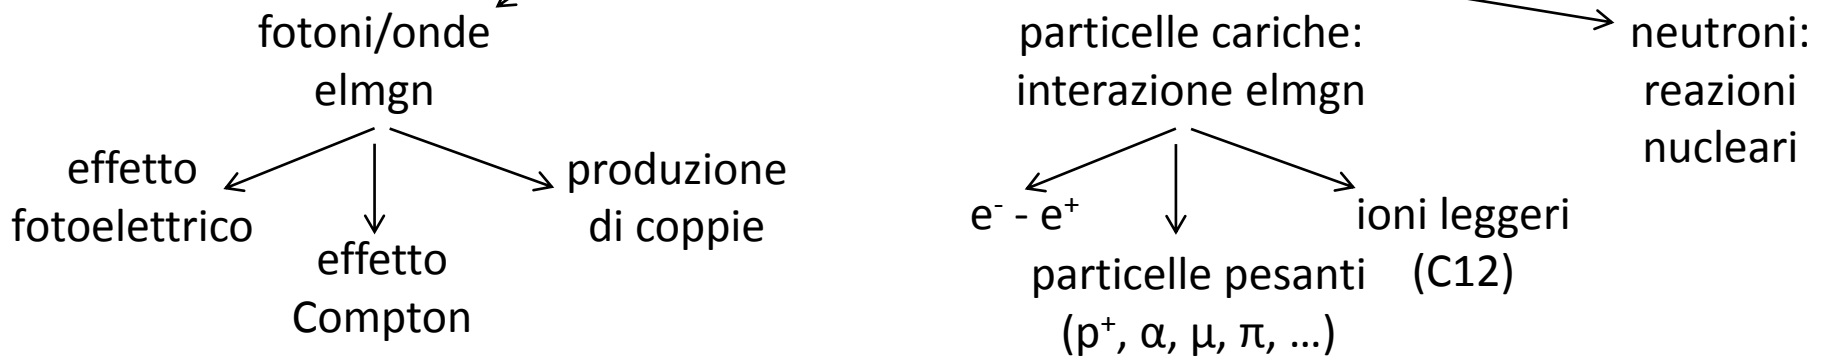 fotoni/onde
elmgn
effetto
fotoelettrico
effetto
Compton
produzione
di coppie
particelle cariche:
interazione elmgn
e⁻ - e⁺
particelle pesanti
(p⁺, α, μ, π, ...)
ioni leggeri
(C12)
neutroni:
reazioni
nucleari